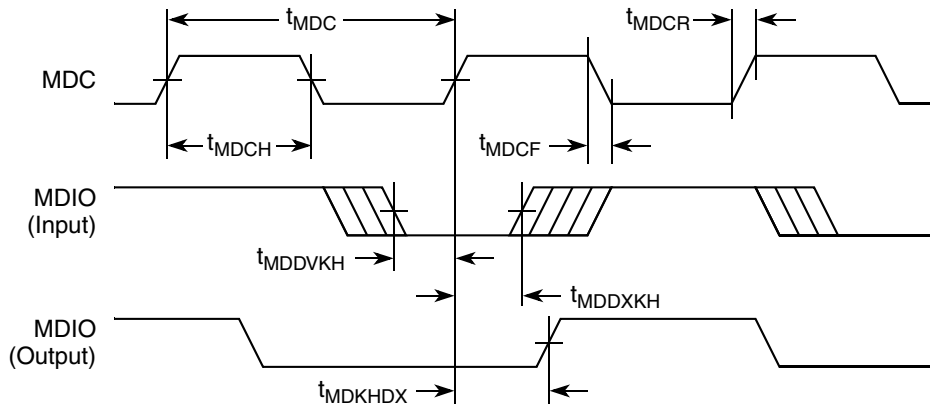 tMDC
tMDCR
MDC
tMDCH
tMDCF
MDIO
(Input)
tMDDVKH
tMDDXKH
MDIO
(Output)
tMDKHDX